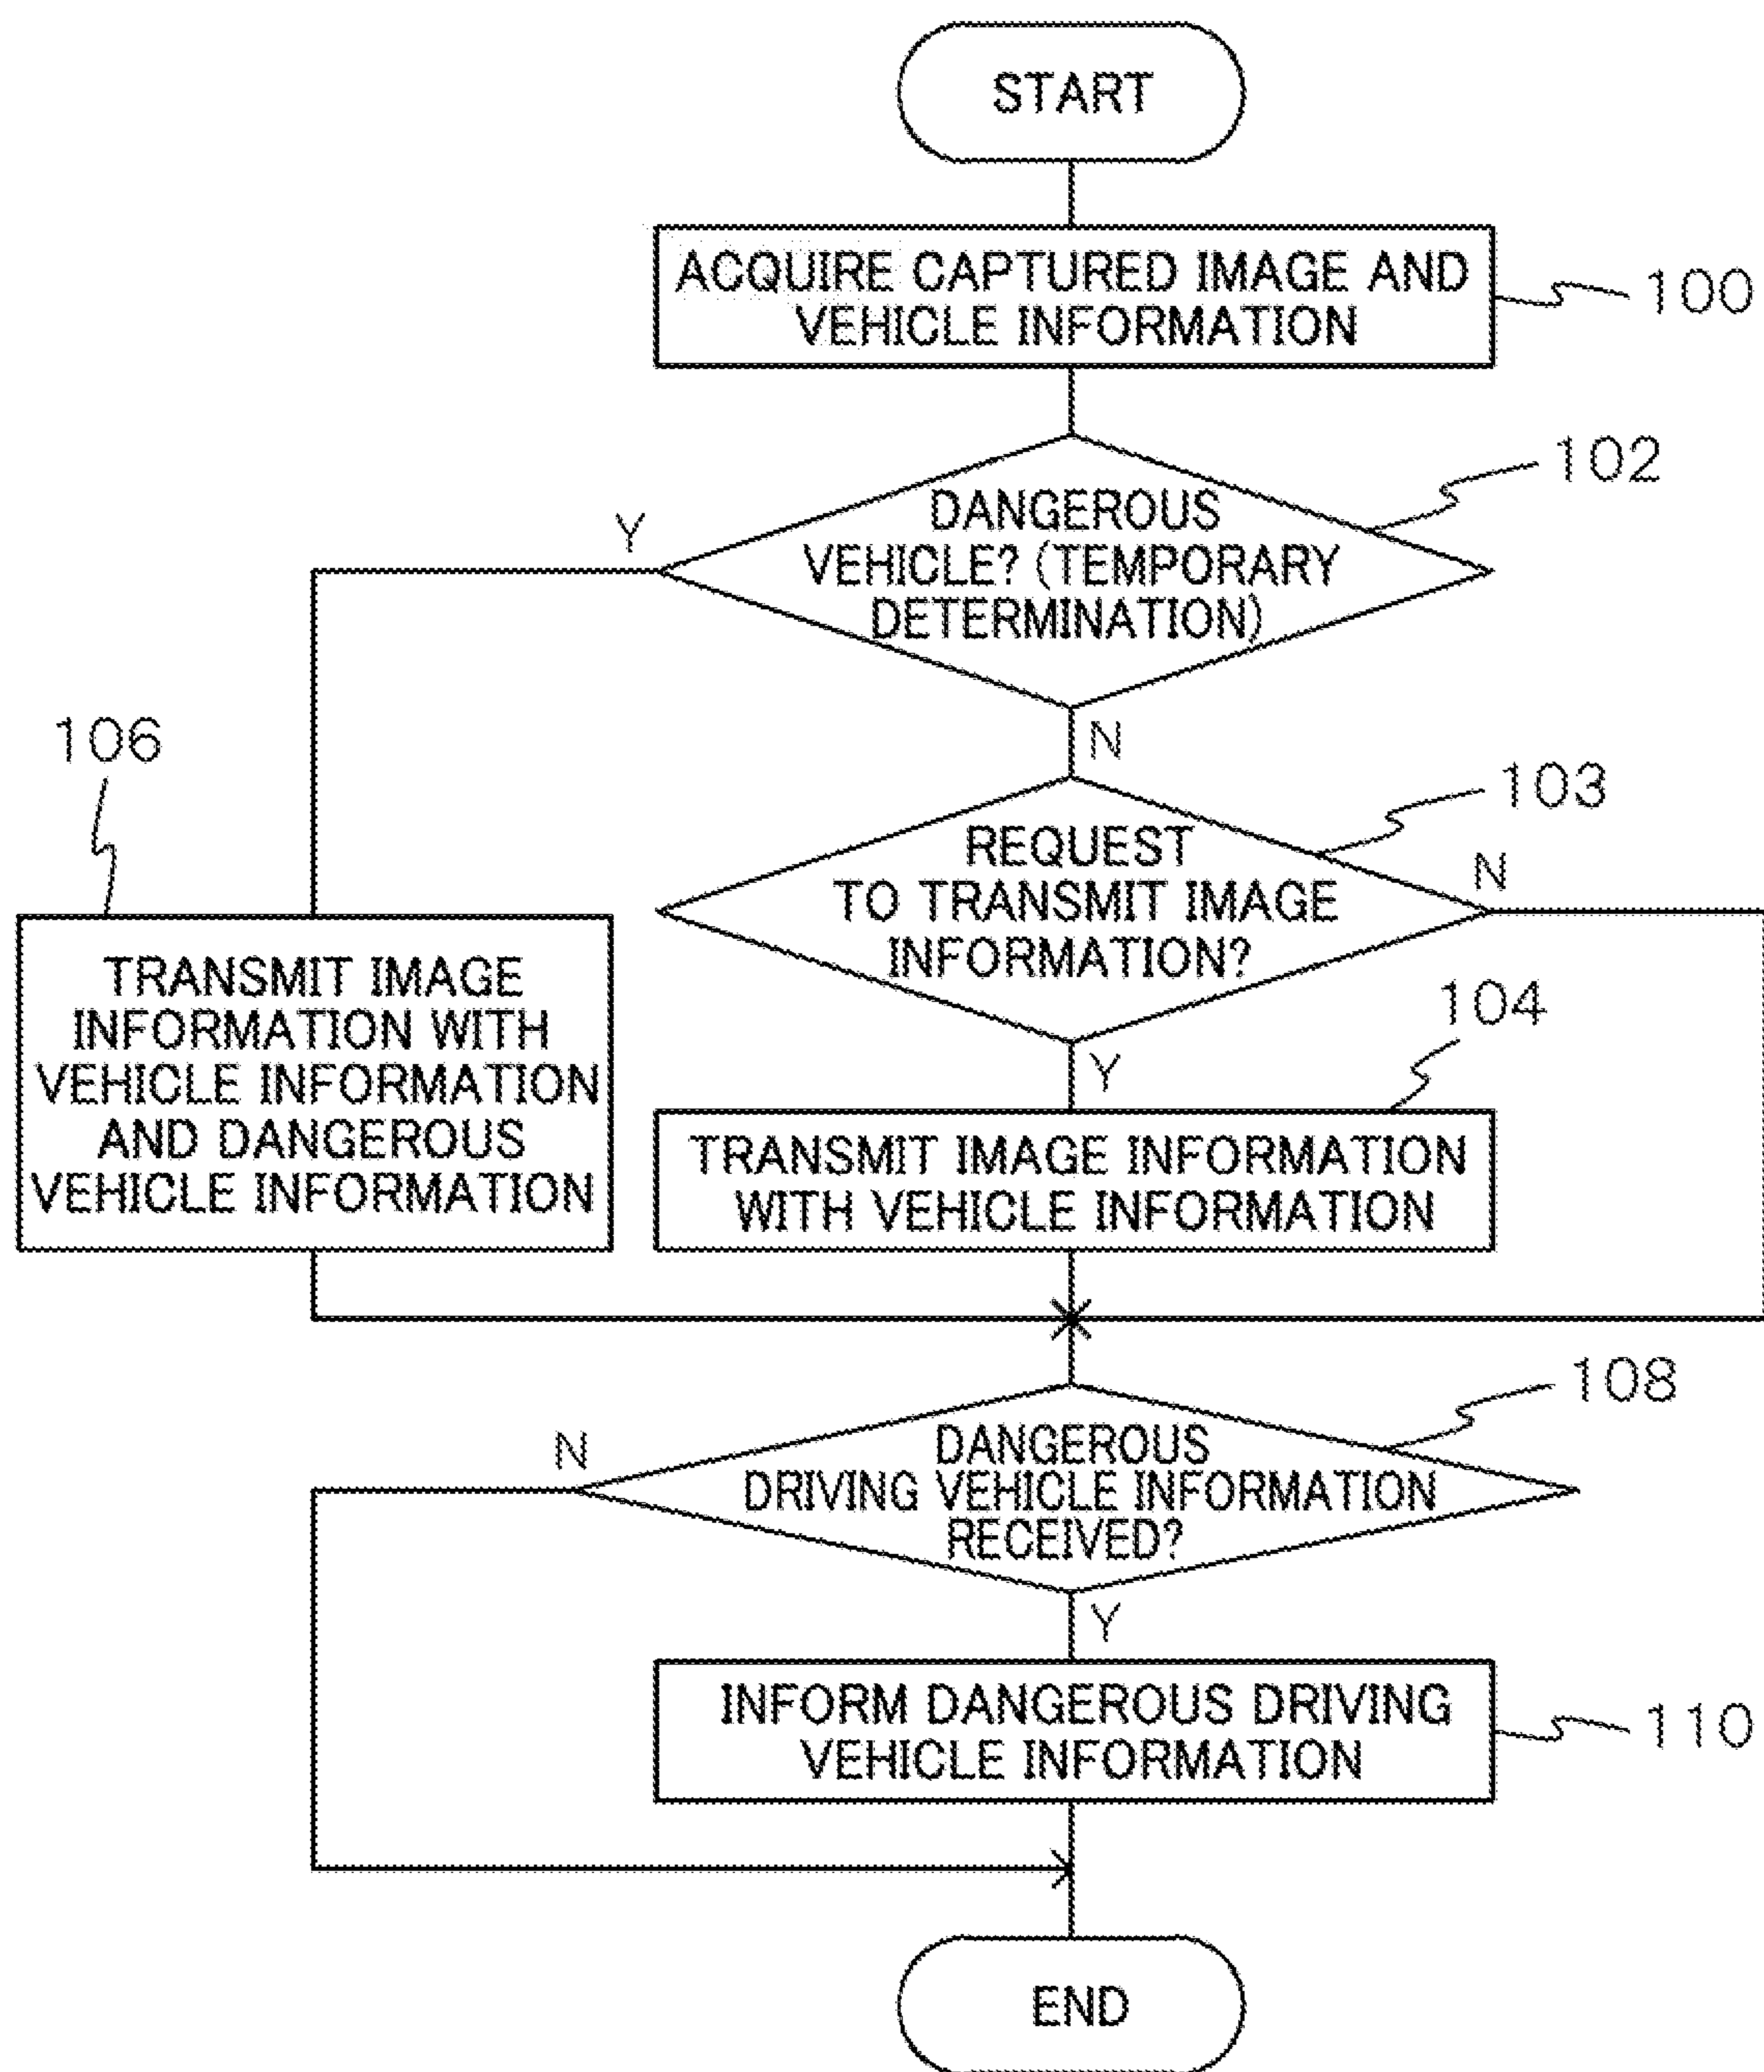 START
ACQUIRE CAPTURED IMAGE AND
VEHICLE INFORMATION
100
DANGEROUS
VEHICLE? (TEMPORARY
DETERMINATION)
102
Y
N
106
TRANSMIT IMAGE
INFORMATION WITH
VEHICLE INFORMATION
AND DANGEROUS
VEHICLE INFORMATION
REQUEST
TO TRANSMIT IMAGE
INFORMATION?
103
N
Y
104
TRANSMIT IMAGE INFORMATION
WITH VEHICLE INFORMATION
108
DANGEROUS
DRIVING VEHICLE INFORMATION
RECEIVED?
N
Y
INFORM DANGEROUS DRIVING
VEHICLE INFORMATION
110
END